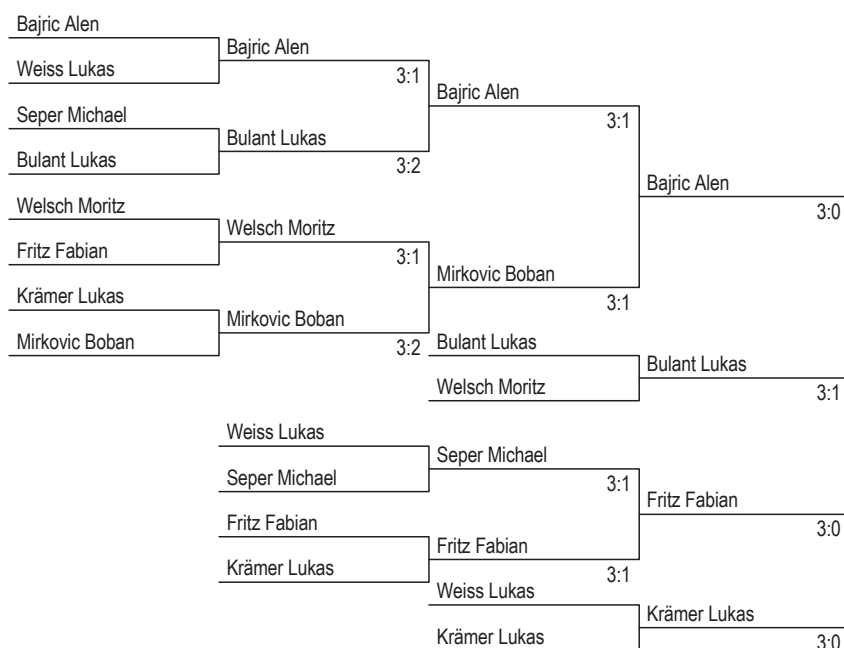 Bajric Alen
Weiss Lukas
Bajric Alen
3:1
Seper Michael
Bulant Lukas
Bulant Lukas
3:2
Bajric Alen
3:1
Welsch Moritz
Fritz Fabian
Welsch Moritz
3:1
Krämer Lukas
Mirkovic Boban
Mirkovic Boban
3:2
Mirkovic Boban
3:1
Bajric Alen
3:0
Bulant Lukas
Welsch Moritz
Bulant Lukas
3:1
Weiss Lukas
Seper Michael
Seper Michael
3:1
Fritz Fabian
Krämer Lukas
Fritz Fabian
3:1
Fritz Fabian
3:0
Weiss Lukas
Krämer Lukas
Krämer Lukas
3:0